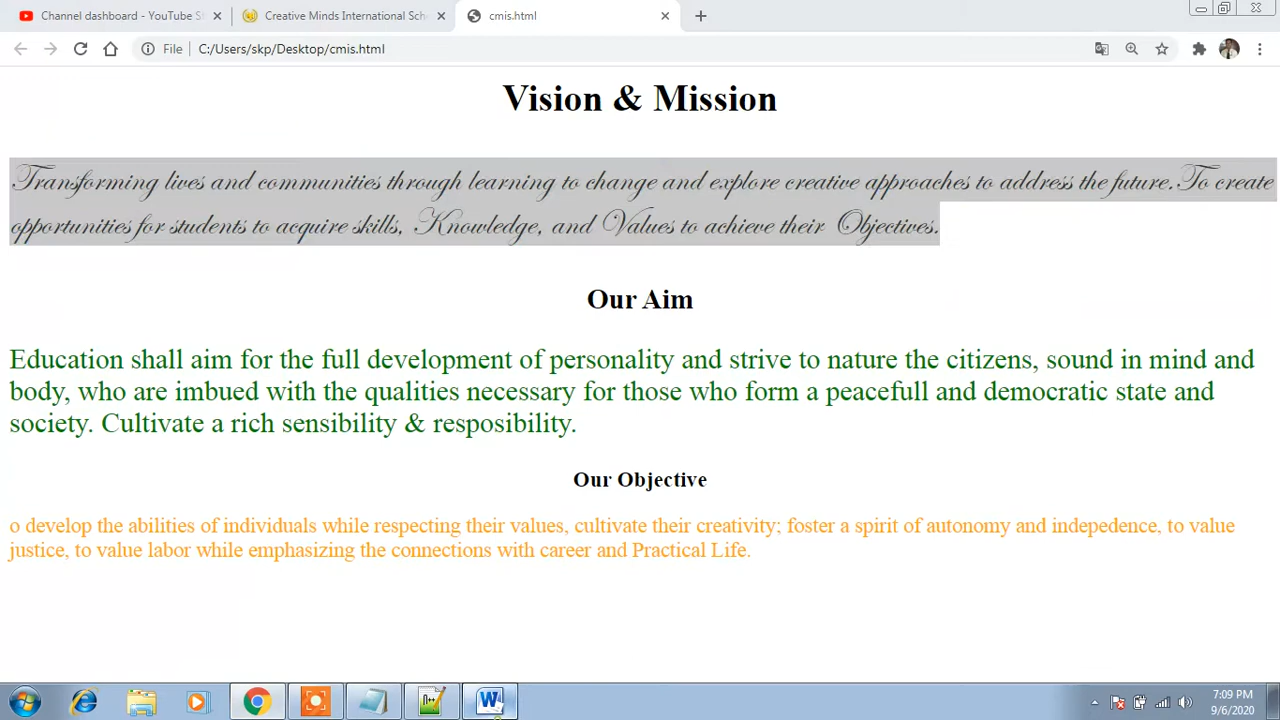 Channel dashboard - YouTube St
Creative Minds International Sch
cmis.html
File
C:/Users/skp/Desktop/cmis.html
Vision & Mission
Transforming lives and communities through learning to change and explore creative approaches to address the future.To create
opportunities for students to acquire skills, Knowledge, and Values to achieve their Objectives.
Our Aim
Education shall aim for the full development of personality and strive to nature the citizens, sound in mind and
body, who are imbued with the qualities necessary for those who form a peacefull and democratic state and
society. Cultivate a rich sensibility & resposibility.
Our Objective
o develop the abilities of individuals while respecting their values, cultivate their creativity; foster a spirit of autonomy and indepedence, to value
justice, to value labor while emphasizing the connections with career and Practical Life.
7:09 PM
9/6/2020